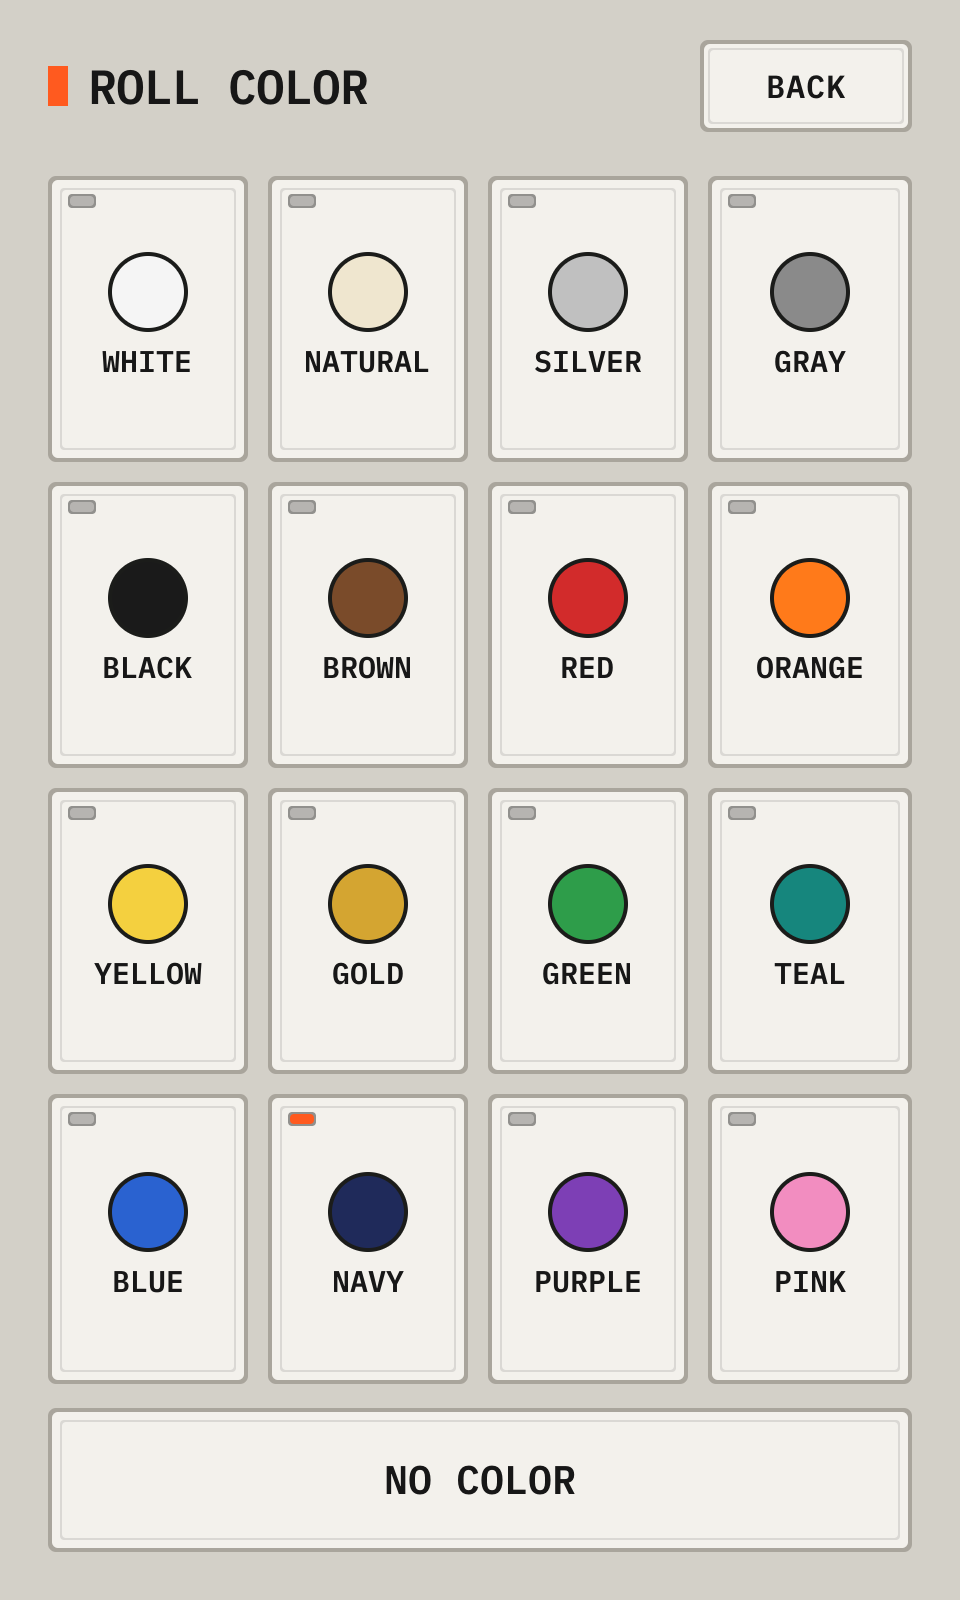 ROLL COLOR
BACK
WHITE
NATURAL
SILVER
GRAY
BLACK
BROWN
RED
ORANGE
YELLOW
GOLD
GREEN
TEAL
BLUE
NAVY
PURPLE
PINK
NO COLOR